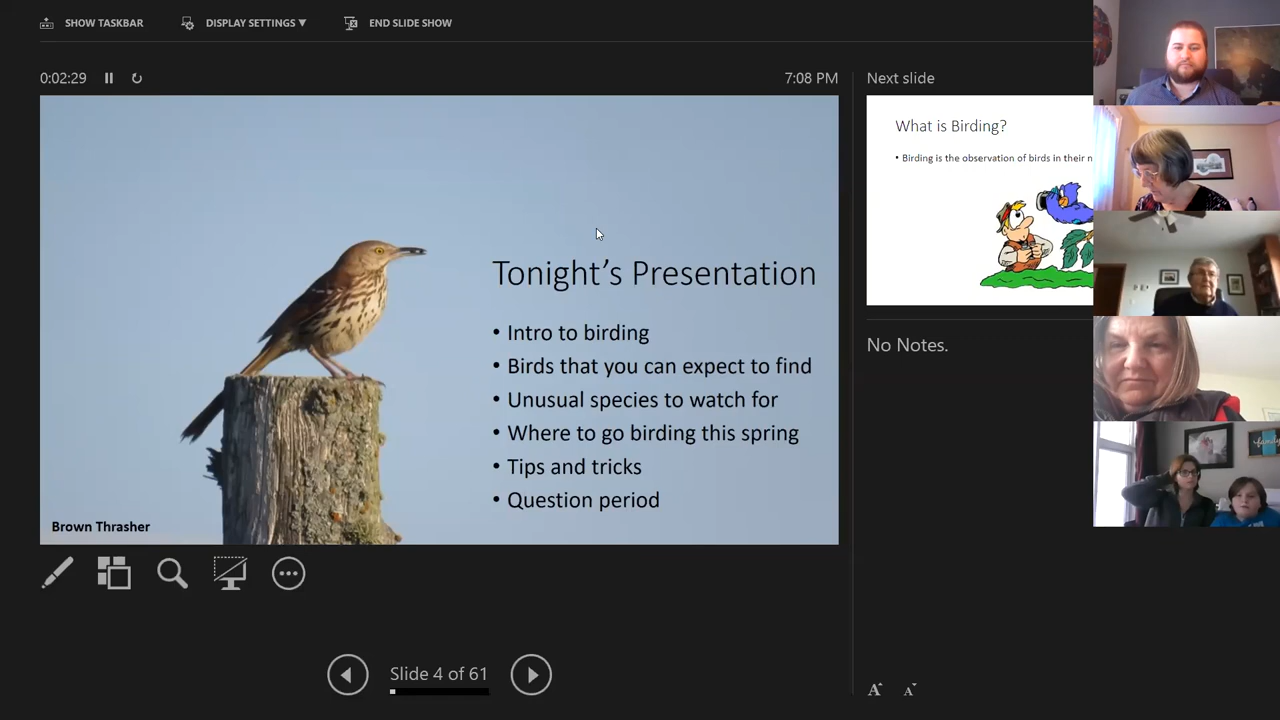 SHOW TASKBAR
DISPLAY SETTINGS ▼
END SLIDE SHOW
0:02:29
7:08 PM
Next slide
Tonight’s Presentation
• Intro to birding
• Birds that you can expect to find
• Unusual species to watch for
• Where to go birding this spring
• Tips and tricks
• Question period
Brown Thrasher
What is Birding?
• Birding is the observation of birds in their
No Notes.
Slide 4 of 61
A A
family